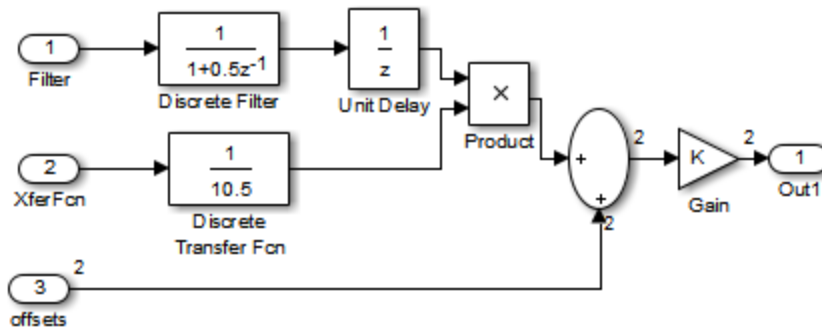 1
Filter
1
1+0.5z-1
Discrete Filter
1
z
Unit Delay
×
Product
2
XferFcn
1
10.5
Discrete
Transfer Fcn
+
+
2
2
K
Gain
2
1
Out1
2
3
offsets